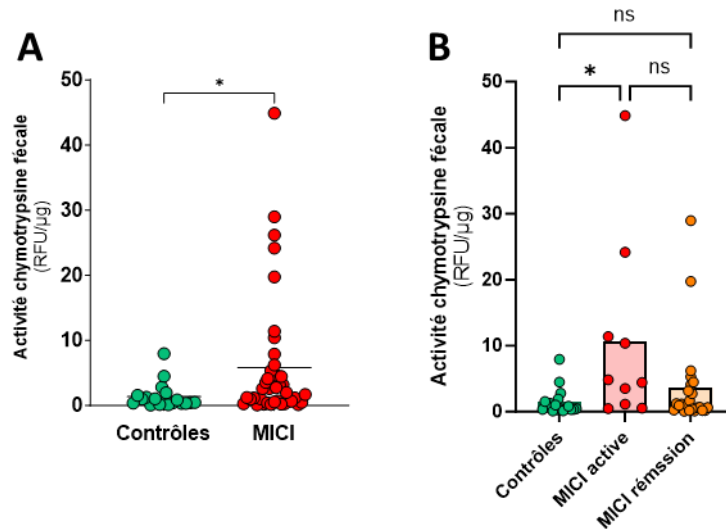 A
*
Activité chymotrypsine fécale
(RFU/µg)
50
40
30
20
10
0
Contrôles
MICI
B
ns
*
ns
Activité chymotrypsine fécale
(RFU/µg)
50
40
30
20
10
0
Contrôles
MICI active
MICI rémssion